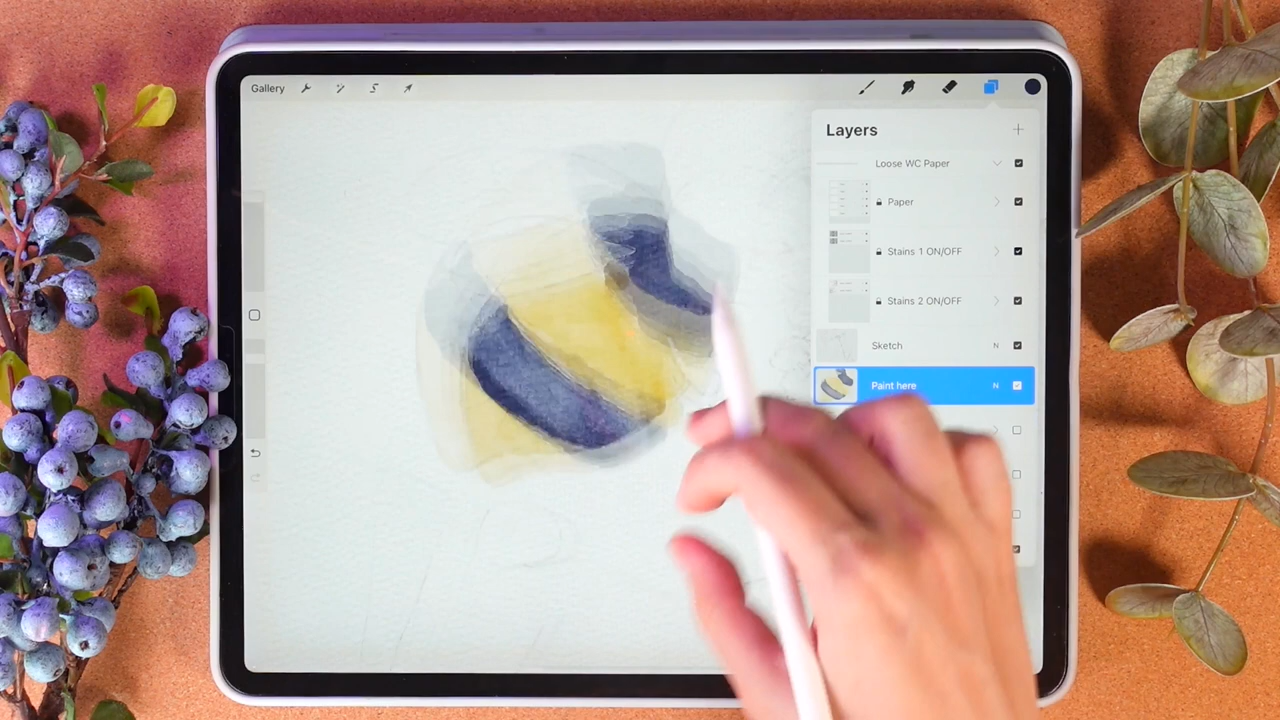 Gallery
Layers
Loose WC Paper
Paper
Stains 1 ON/OFF
Stains 2 ON/OFF
Sketch N
Paint here N